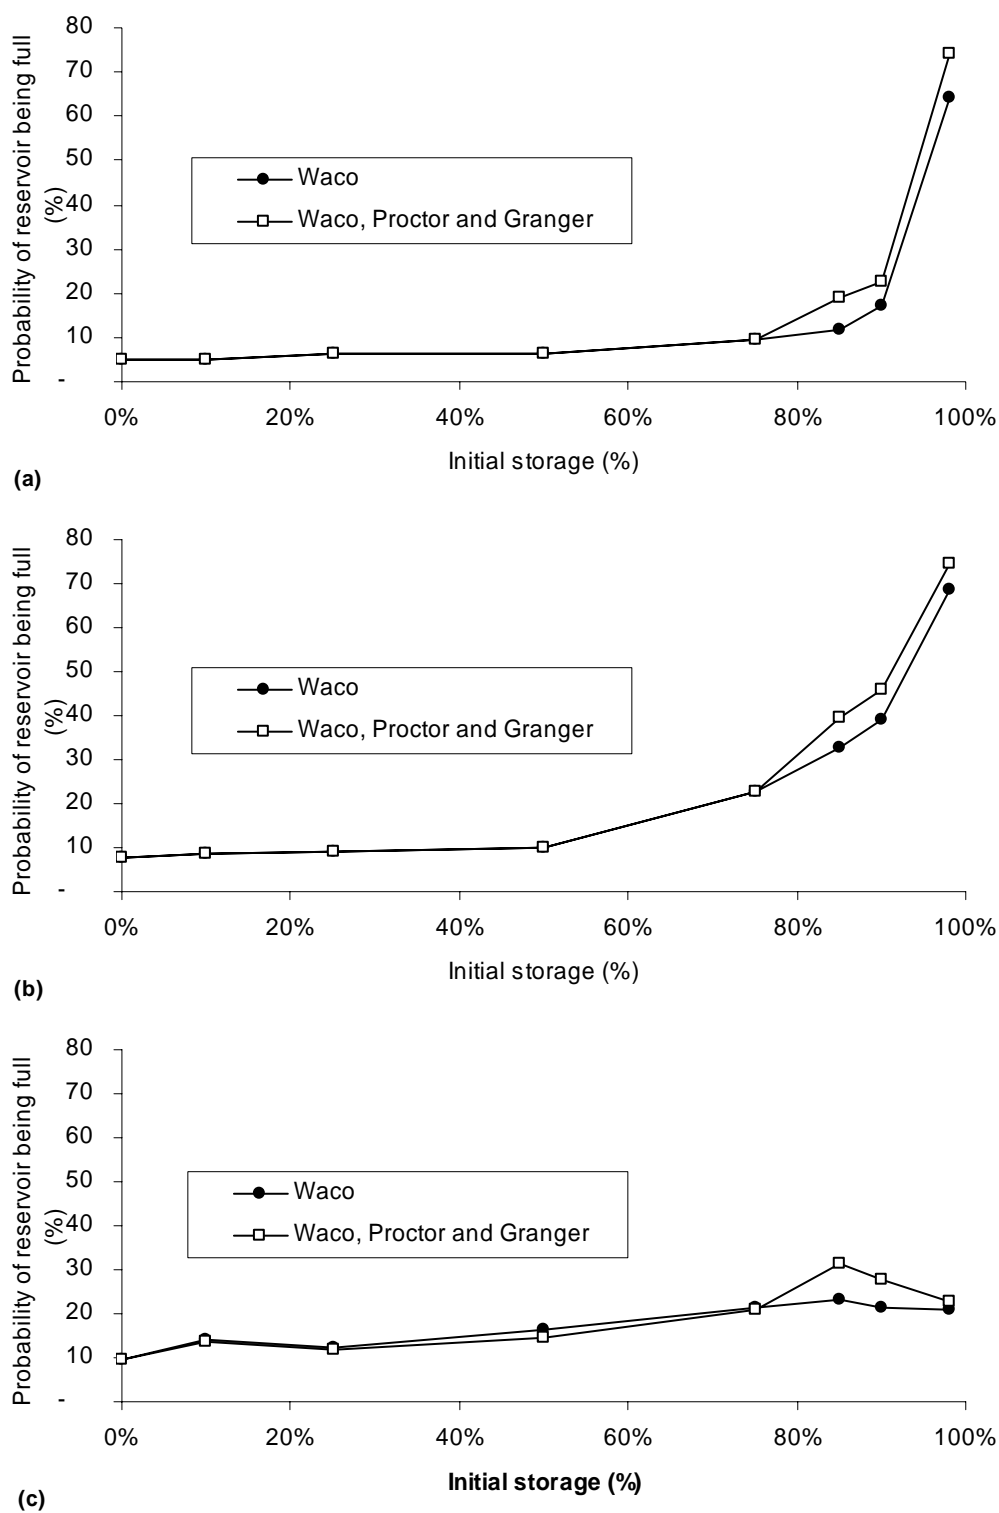 80
70
60
50
40
30
20
10
-
Probability of reservoir being full
(%)
Waco
Waco, Proctor and Granger
0% 20% 40% 60% 80% 100%
Initial storage (%)
(a)
80
70
60
50
40
30
20
10
-
Probability of reservoir being full
(%)
Waco
Waco, Proctor and Granger
0% 20% 40% 60% 80% 100%
Initial storage (%)
(b)
80
70
60
50
40
30
20
10
-
Probability of reservoir being full
(%)
Waco
Waco, Proctor and Granger
0% 20% 40% 60% 80% 100%
Initial storage (%)
(c)